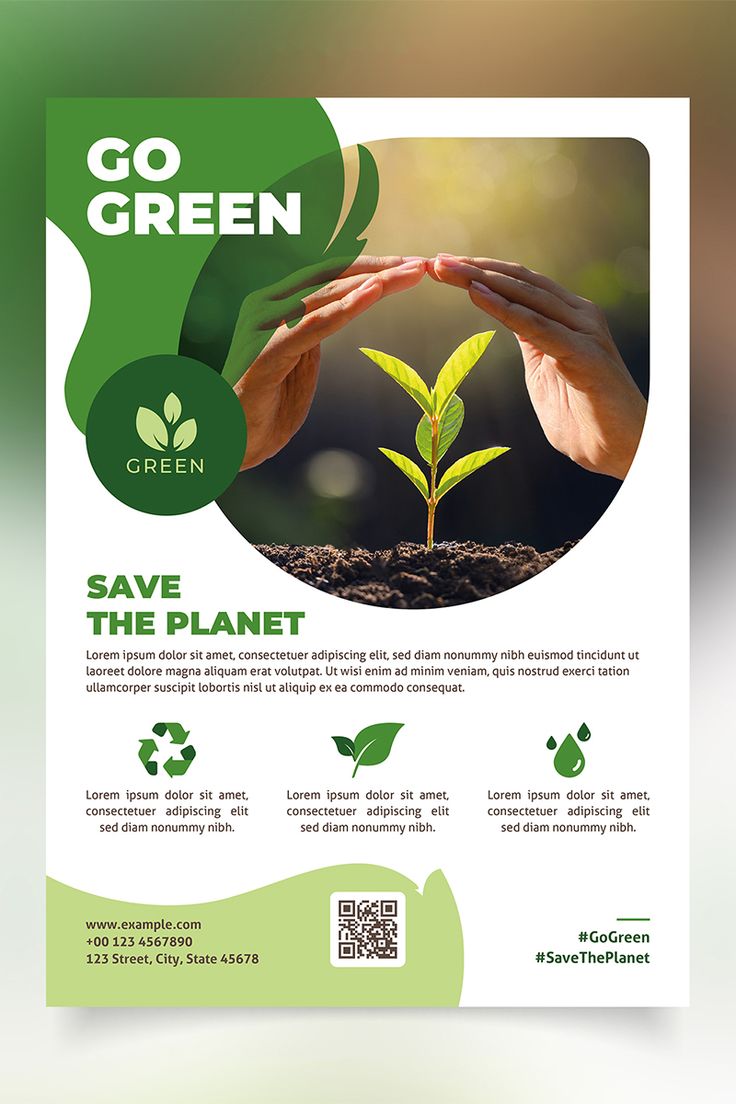 GO
GREEN
GREEN
SAVE
THE PLANET
Lorem ipsum dolor sit amet, consectetuer adipiscing elit, sed diam nonummy nibh euismod tincidunt ut
laoreet dolore magna aliquam erat volutpat. Ut wisi enim ad minim veniam, quis nostrud exerci tation
ullamcorper suscipit lobortis nisl ut aliquip ex ea commodo consequat.
Lorem ipsum dolor sit amet,
consectetuer adipiscing elit
sed diam nonummy nibh.
Lorem ipsum dolor sit amet,
consectetuer adipiscing elit
sed diam nonummy nibh.
Lorem ipsum dolor sit amet,
consectetuer adipiscing elit
sed diam nonummy nibh.
www.example.com
+00 123 4567890
123 Street, City, State 45678
#GoGreen
#SaveThePlanet